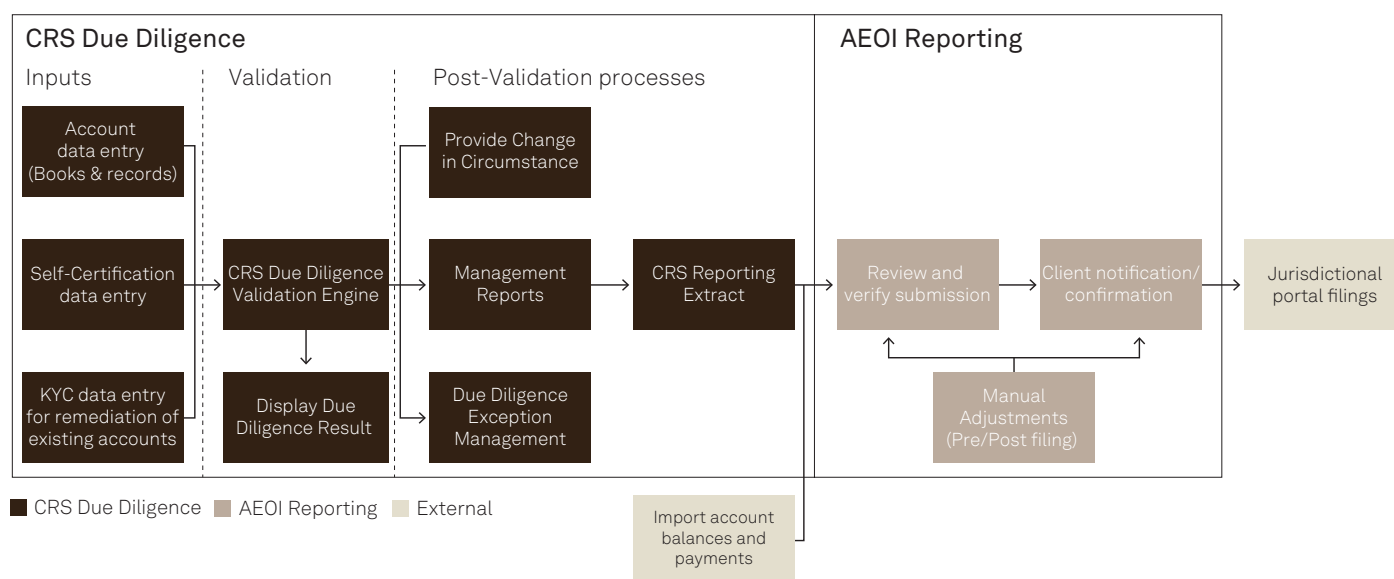 CRS Due Diligence
AEOI Reporting
Inputs
Validation
Post-Validation processes
Account
data entry
(Books & records)
Provide Change
in Circumstance
Self-Certification
data entry
CRS Due Diligence
Validation Engine
Management
Reports
CRS Reporting
Extract
Review and
verify submission
Client notification/
confirmation
Jurisdictional
portal filings
KYC data entry
for remediation of
existing accounts
Display Due
Diligence Result
Due Diligence
Exception
Management
Manual
Adjustments
(Pre/Post filing)
CRS Due Diligence
AEOI Reporting
External
Import account
balances and
payments